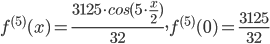 f^{(5)}(x) = \frac{3125 \cdot cos(5 \cdot \frac{x}{2})}{32}, f^{(5)}(0) = \frac{3125}{32}